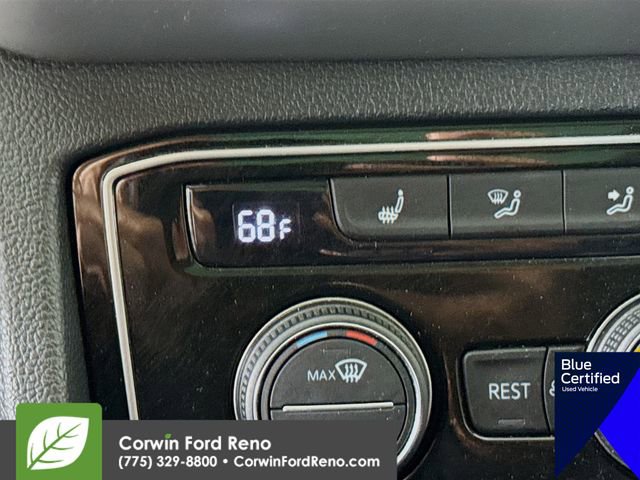 68F
MAX
REST
Blue
Certified
Used Vehicle
Corwin Ford Reno
(775) 329-8800 • CorwinFordReno.com